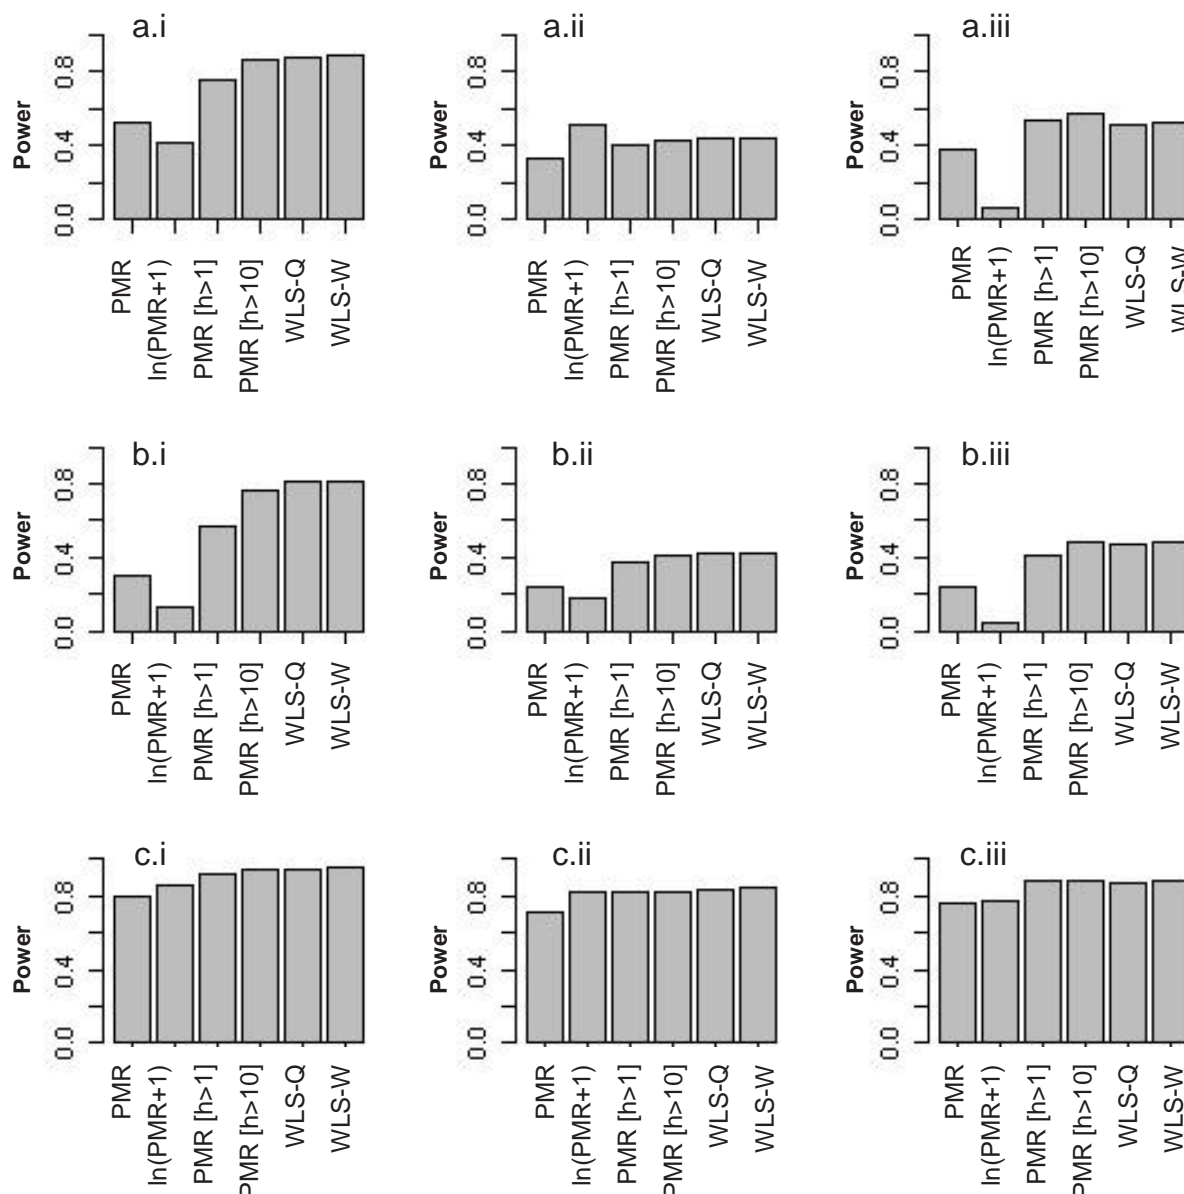 a.i
Power
0.0 0.4 0.8
PMR
ln(PMR+1)
PMR [h>1]
PMR [h>10]
WLS-Q
WLS-W
a.ii
Power
0.0 0.4 0.8
PMR
ln(PMR+1)
PMR [h>1]
PMR [h>10]
WLS-Q
WLS-W
a.iii
Power
0.0 0.4 0.8
PMR
ln(PMR+1)
PMR [h>1]
PMR [h>10]
WLS-Q
WLS-W
b.i
Power
0.0 0.4 0.8
PMR
ln(PMR+1)
PMR [h>1]
PMR [h>10]
WLS-Q
WLS-W
b.ii
Power
0.0 0.4 0.8
PMR
ln(PMR+1)
PMR [h>1]
PMR [h>10]
WLS-Q
WLS-W
b.iii
Power
0.0 0.4 0.8
PMR
ln(PMR+1)
PMR [h>1]
PMR [h>10]
WLS-Q
WLS-W
c.i
Power
0.0 0.4 0.8
PMR
ln(PMR+1)
PMR [h>1]
PMR [h>10]
WLS-Q
WLS-W
c.ii
Power
0.0 0.4 0.8
PMR
ln(PMR+1)
PMR [h>1]
PMR [h>10]
WLS-Q
WLS-W
c.iii
Power
0.0 0.4 0.8
PMR
ln(PMR+1)
PMR [h>1]
PMR [h>10]
WLS-Q
WLS-W